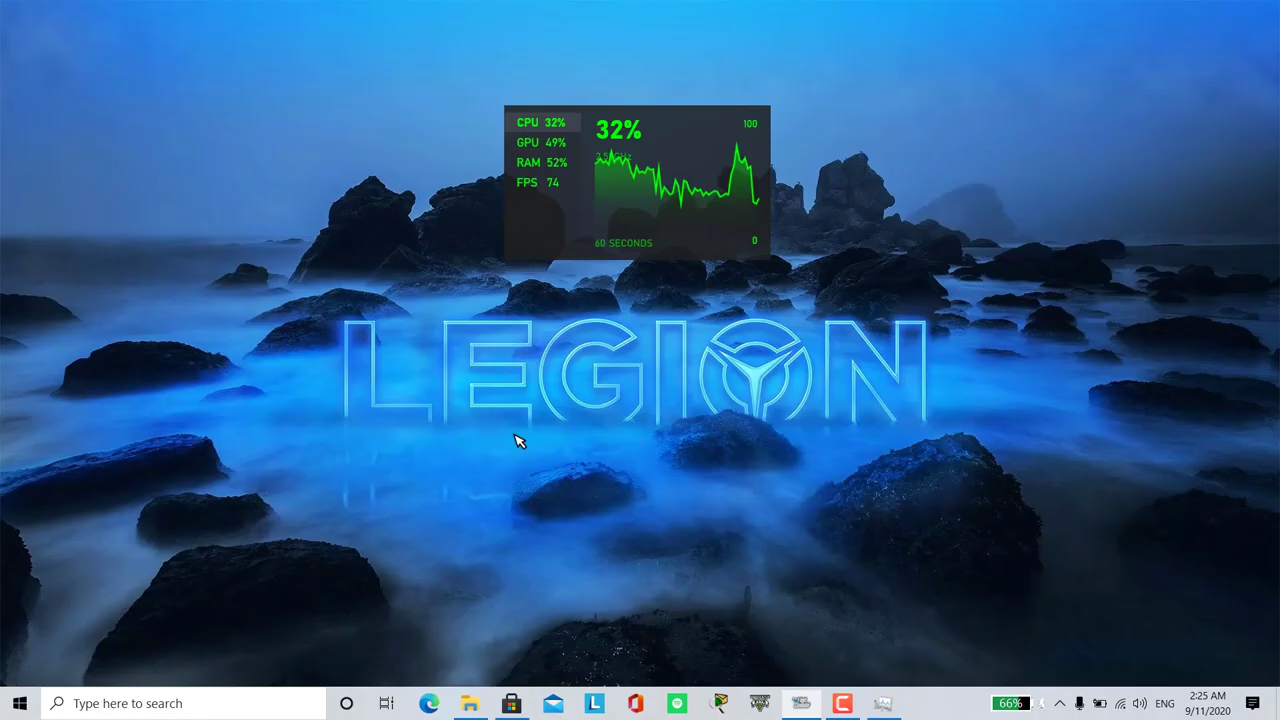 CPU 32%
GPU 49%
RAM 52%
FPS 74
32%
100
60 SECONDS
0
LEGION
Type here to search
66%
ENG
2:25 AM
9/11/2020